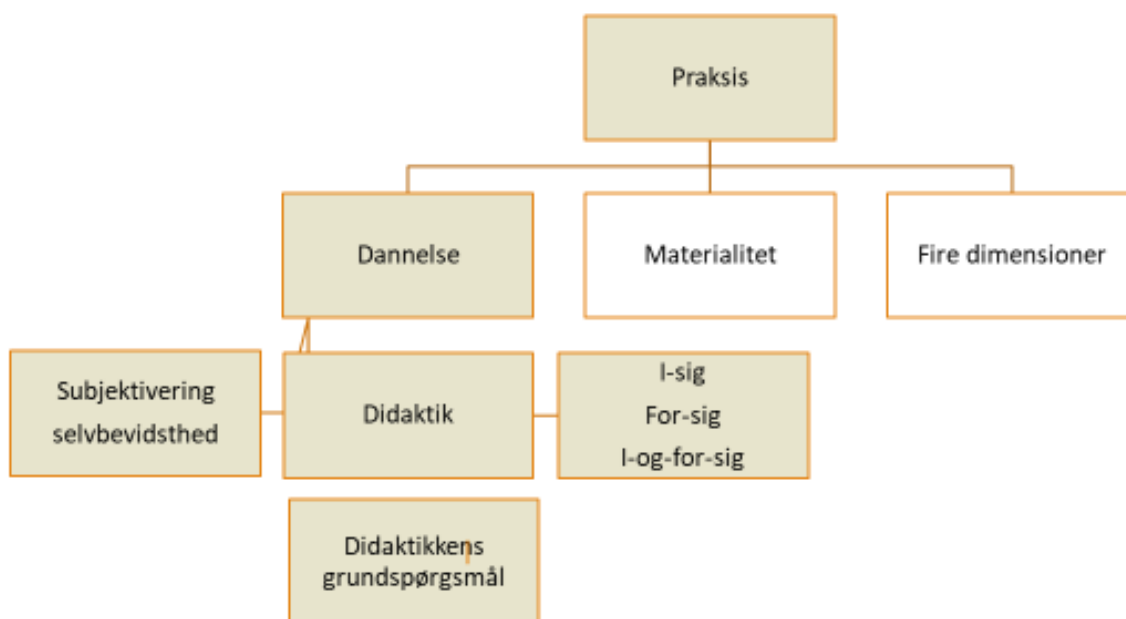 Praksis
Dannelse
Materialitet
Fire dimensioner
Subjektivering
selvbevidsthed
Didaktik
I-sig
For-sig
I-og-for-sig
Didaktikkens
grundspørgsmål